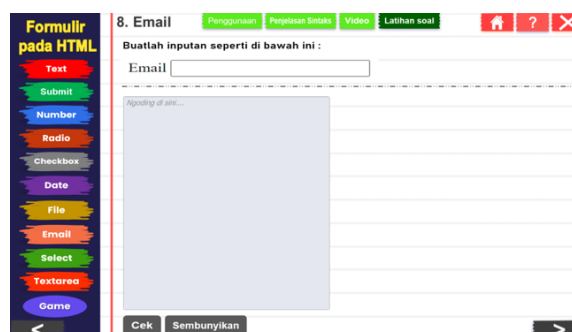 Formulir
pada HTML
Text
Submit
Number
Radio
Checkbox
Date
File
Email
Select
Textarea
Game
<
8. Email
Penggunaan
Penjelasan Sintaks
Video
Latihan soal
?
X
Buatlah inputan seperti di bawah ini :
Email
Ngoding di sini....
Cek
Sembunyikan
>